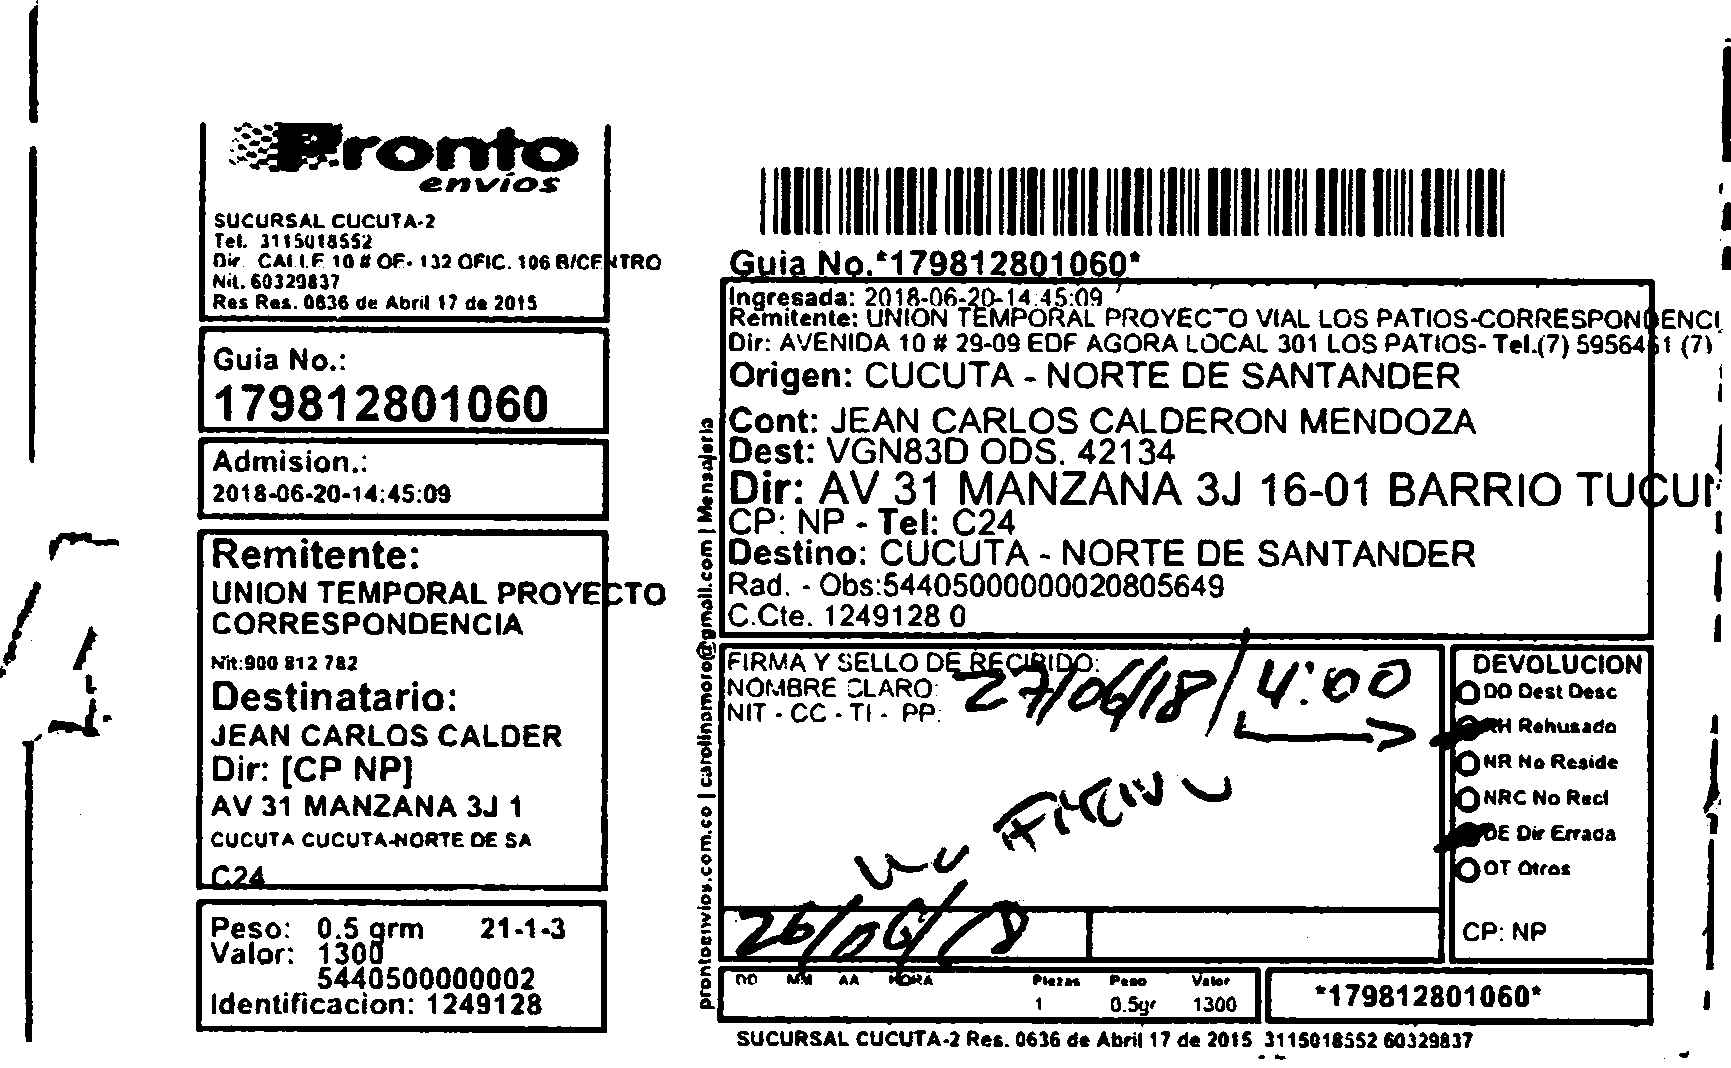 Pronto
envíos
SUCURSAL CUCUTA-2
Tel. 3115018552
Dir. CALLE 10 # OE- 132 OFIC. 106 B/CENTRO
Nit. 60329837
Res Res. 0636 de Abril 17 de 2015
Guia No.:
179812801060
Admision.:
2018-06-20-14:45:09
Remitente:
UNION TEMPORAL PROYECTO
CORRESPONDENCIA
Nit:900 812 782
Destinatario:
JEAN CARLOS CALDER
Dir: [CP NP]
AV 31 MANZANA 3J 1
CUCUTA CUCUTA-NORTE DE SA
C24
Peso: 0.5 grm 21-1-3
Valor: 1300
5440500000002
Identificacion: 1249128
prontoenvios.com.co | carolinamoro@gmail.com | Mensajeria
Guia No.*179812801060*
Ingresada: 2018-06-20-14:45:09
Remitente: UNION TEMPORAL PROYECTO VIAL LOS PATIOS-CORRESPONDENCI
Dir: AVENIDA 10 # 29-09 EDF AGORA LOCAL 301 LOS PATIOS- Tel.(7) 5956461 (7)
Origen: CUCUTA - NORTE DE SANTANDER
Cont: JEAN CARLOS CALDERON MENDOZA
Dest: VGN83D ODS. 42134
Dir: AV 31 MANZANA 3J 16-01 BARRIO TUCUN
CP: NP - Tel: C24
Destino: CUCUTA - NORTE DE SANTANDER
Rad. - Obs:54405000000020805649
C.Cte. 1249128 0
FIRMA Y SELLO DE RECIBIDO:
NOMBRE CLARO:
NIT - CC - TI - PP:
27/06/18 / 4:00
no
26/06/18
DD MM AA HORA
Piezas Peso Valor
1 0.5gr 1300
DEVOLUCION
DD Dest Desc
RH Rehusado
NR No Reside
NRC No Recl
DE Dir Errada
OT Otros
CP: NP
*179812801060*
SUCURSAL CUCUTA-2 Res. 0636 de Abril 17 de 2015 3115018552 60329837